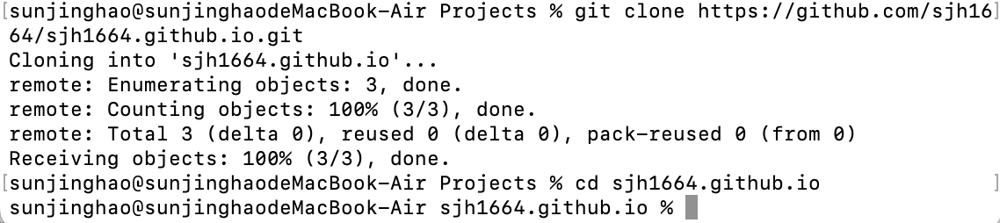 [sunjinghao@sunjinghaodeMacBook-Air Projects % git clone https://github.com/sjh16]
64/sjh1664.github.io.git
Cloning into 'sjh1664.github.io'...
remote: Enumerating objects: 3, done.
remote: Counting objects: 100% (3/3), done.
remote: Total 3 (delta 0), reused 0 (delta 0), pack-reused 0 (from 0)
Receiving objects: 100% (3/3), done.
[sunjinghao@sunjinghaodeMacBook-Air Projects % cd sjh1664.github.io ]
sunjinghao@sunjinghaodeMacBook-Air sjh1664.github.io %